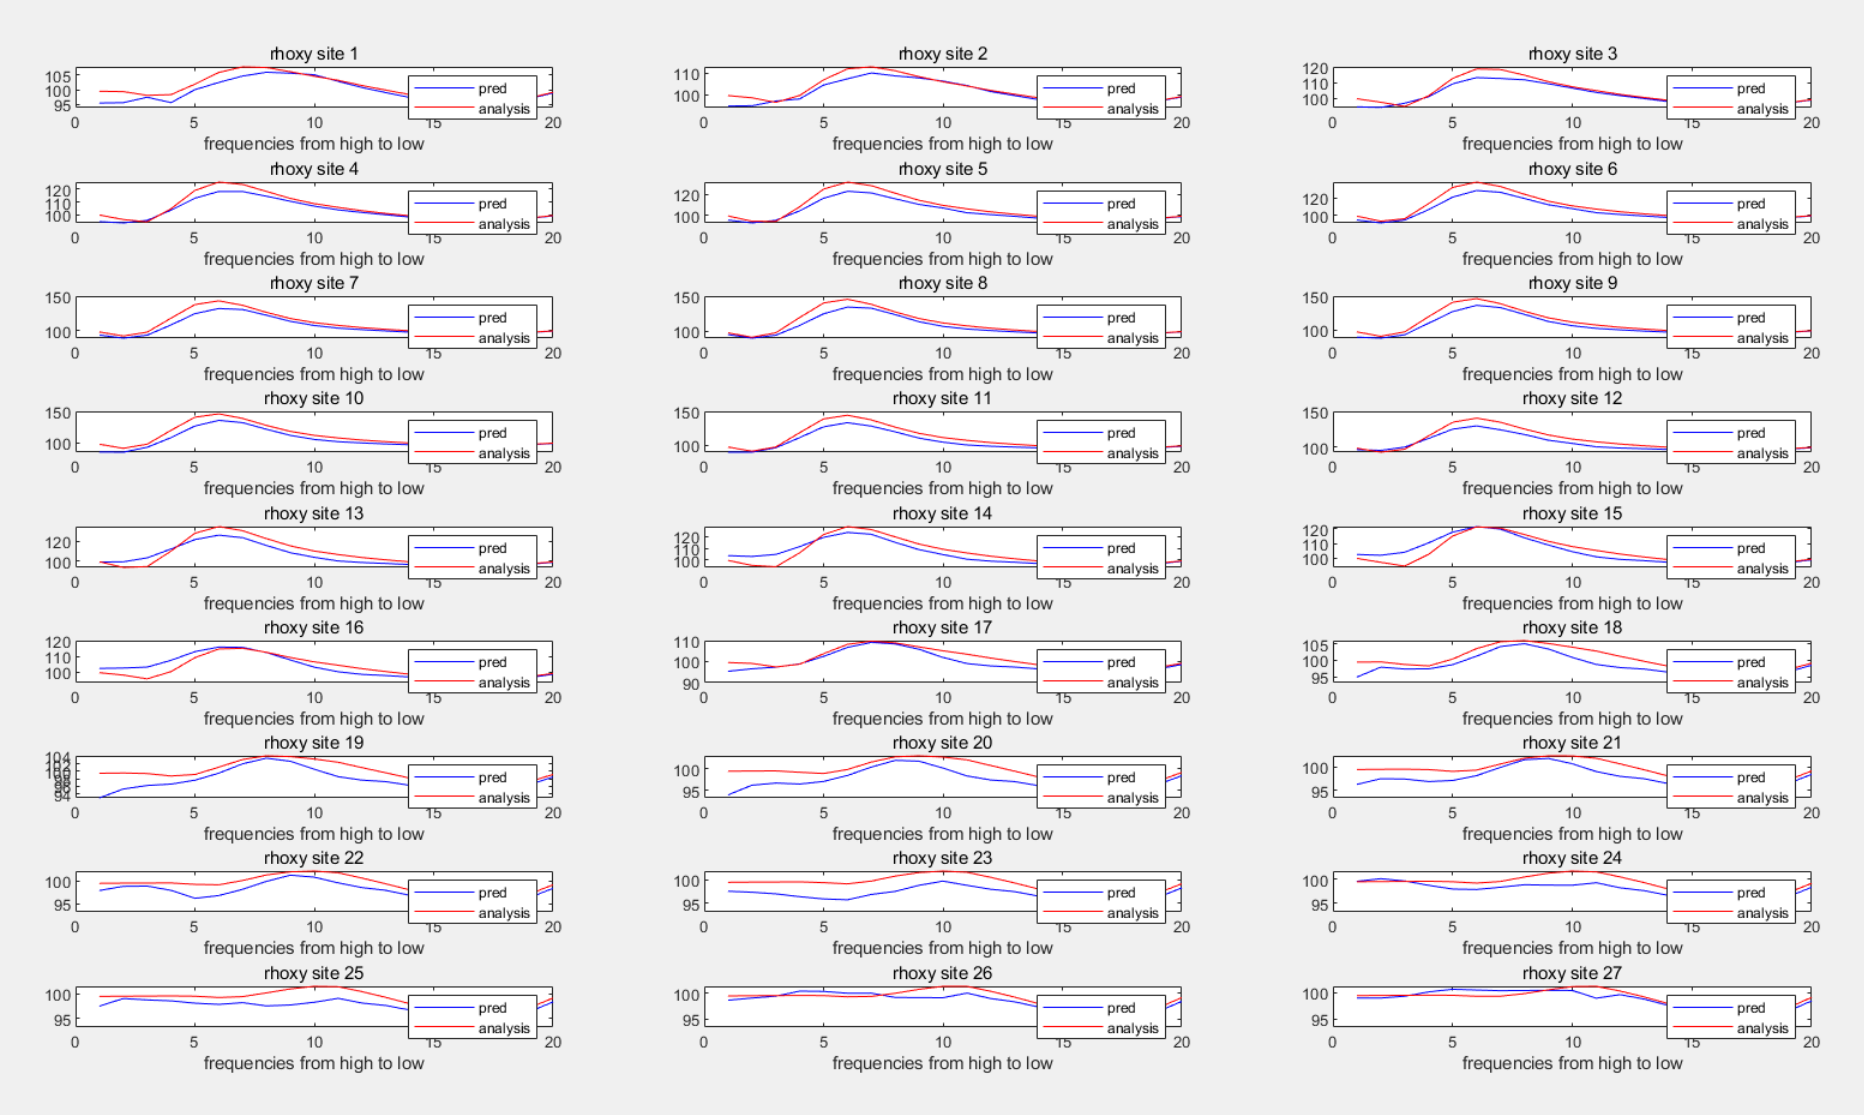 rhoxy site 1
105
100
95
0 5 10 15 20
pred
analysis
frequencies from high to low
rhoxy site 2
110
100
0 5 10 15 20
pred
analysis
frequencies from high to low
rhoxy site 3
120
110
100
0 5 10 15 20
pred
analysis
frequencies from high to low
rhoxy site 4
120
110
100
0 5 10 15 20
pred
analysis
frequencies from high to low
rhoxy site 5
120
100
0 5 10 15 20
pred
analysis
frequencies from high to low
rhoxy site 6
120
100
0 5 10 15 20
pred
analysis
frequencies from high to low
rhoxy site 7
150
100
0 5 10 15 20
pred
analysis
frequencies from high to low
rhoxy site 8
150
100
0 5 10 15 20
pred
analysis
frequencies from high to low
rhoxy site 9
150
100
0 5 10 15 20
pred
analysis
frequencies from high to low
rhoxy site 10
150
100
0 5 10 15 20
pred
analysis
frequencies from high to low
rhoxy site 11
150
100
0 5 10 15 20
pred
analysis
frequencies from high to low
rhoxy site 12
150
100
0 5 10 15 20
pred
analysis
frequencies from high to low
rhoxy site 13
120
100
0 5 10 15 20
pred
analysis
frequencies from high to low
rhoxy site 14
120
110
100
0 5 10 15 20
pred
analysis
frequencies from high to low
rhoxy site 15
120
110
100
0 5 10 15 20
pred
analysis
frequencies from high to low
rhoxy site 16
120
110
100
0 5 10 15 20
pred
analysis
frequencies from high to low
rhoxy site 17
110
100
90
0 5 10 15 20
pred
analysis
frequencies from high to low
rhoxy site 18
105
100
95
0 5 10 15 20
pred
analysis
frequencies from high to low
rhoxy site 19
104
102
100
98
96
94
0 5 10 15 20
pred
analysis
frequencies from high to low
rhoxy site 20
100
95
0 5 10 15 20
pred
analysis
frequencies from high to low
rhoxy site 21
100
95
0 5 10 15 20
pred
analysis
frequencies from high to low
rhoxy site 22
100
95
0 5 10 15 20
pred
analysis
frequencies from high to low
rhoxy site 23
100
95
0 5 10 15 20
pred
analysis
frequencies from high to low
rhoxy site 24
100
95
0 5 10 15 20
pred
analysis
frequencies from high to low
rhoxy site 25
100
95
0 5 10 15 20
pred
analysis
frequencies from high to low
rhoxy site 26
100
95
0 5 10 15 20
pred
analysis
frequencies from high to low
rhoxy site 27
100
95
0 5 10 15 20
pred
analysis
frequencies from high to low